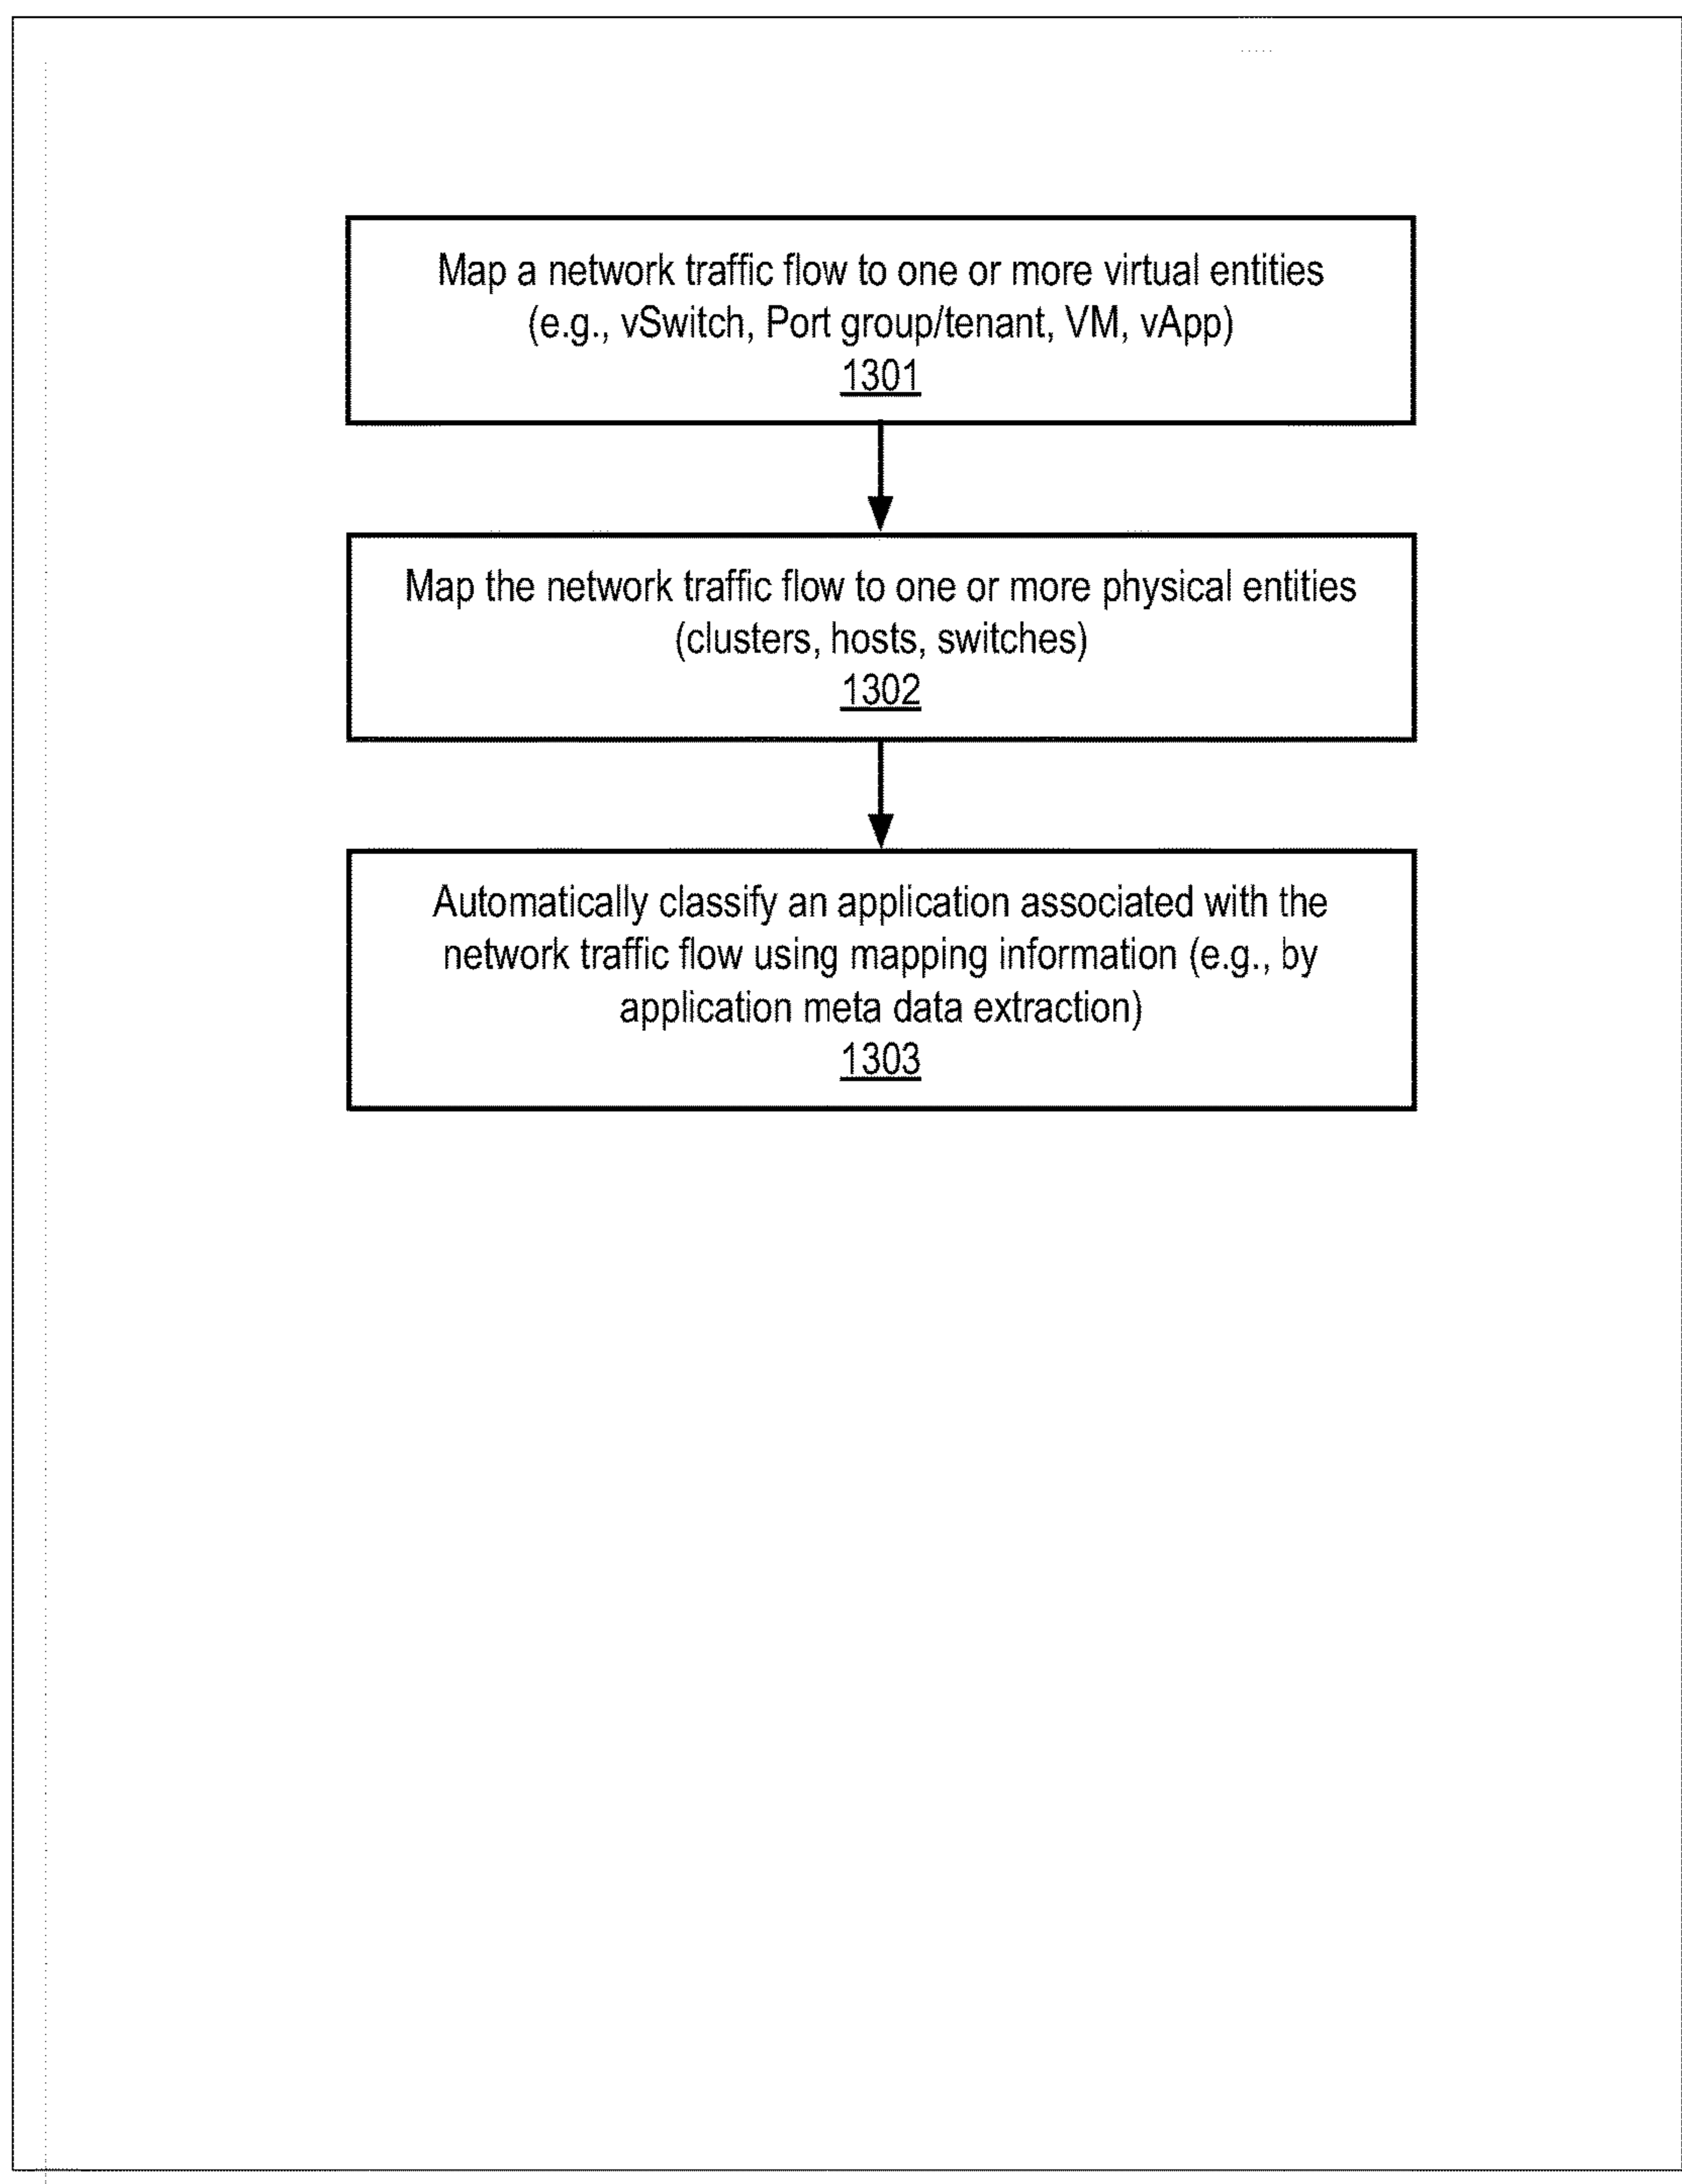 Map a network traffic flow to one or more virtual entities
(e.g., vSwitch, Port group/tenant, VM, vApp)
1301
Map the network traffic flow to one or more physical entities
(clusters, hosts, switches)
1302
Automatically classify an application associated with the
network traffic flow using mapping information (e.g., by
application meta data extraction)
1303